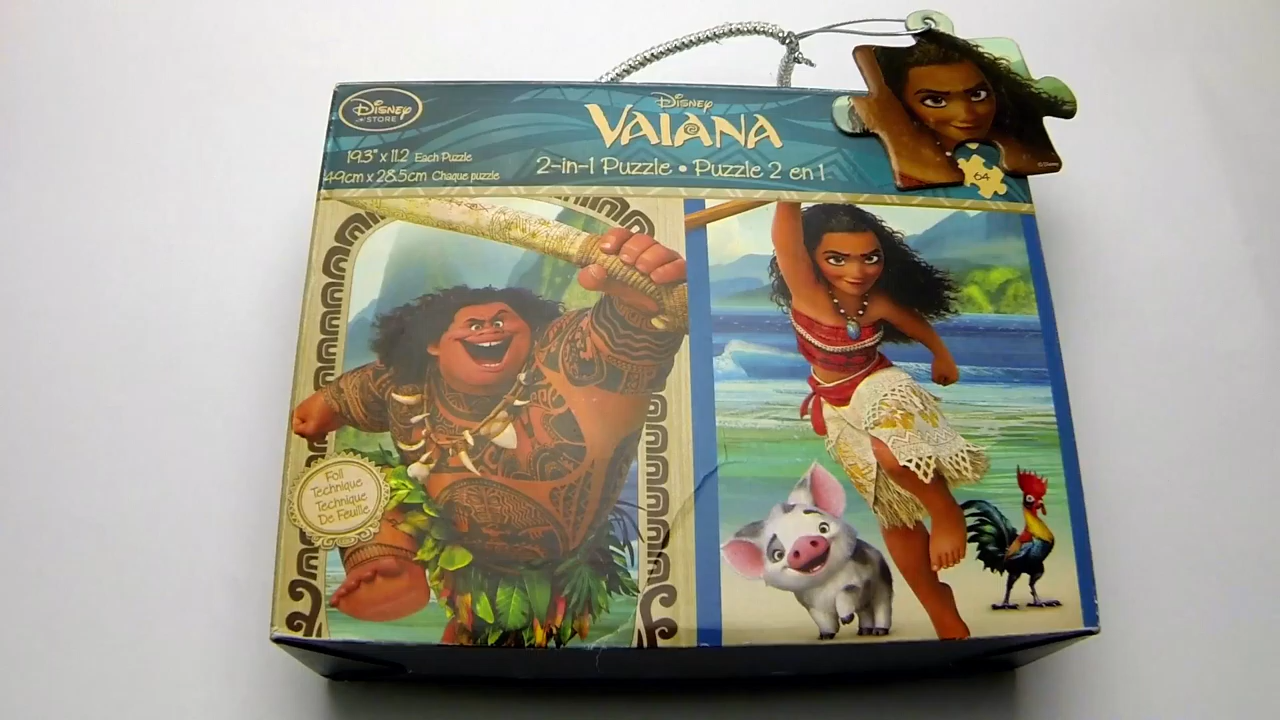 Disney
STORE
Disney
VAIANA
19.3" x 11.2 Each Puzzle
49cm x 28.5cm Chaque puzzle
2-in-1 Puzzle • Puzzle 2 en 1
64
© Disney
Foil
Technique
Technique
De Feuille